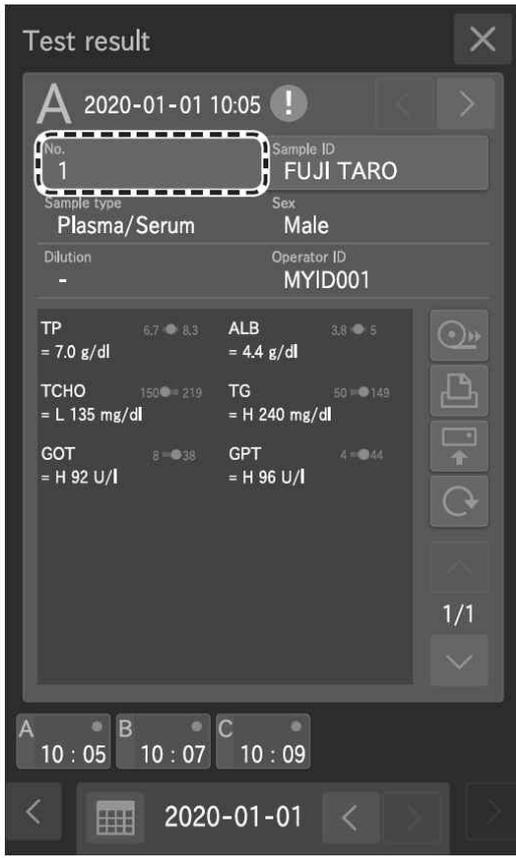 Test result
A 2020-01-01 10:05 !
No. Sample ID
1 FUJI TARO
Sample type Sex
Plasma/Serum Male
Dilution Operator ID
- MYID001
TP 6.7 8.3 ALB 3.8 5
= 7.0 g/dl = 4.4 g/dl
TCHO 150 219 TG 50 149
= L 135 mg/dl = H 240 mg/dl
GOT 8 38 GPT 4 44
= H 92 U/l = H 96 U/l
1/1
A B C
10 : 05 10 : 07 10 : 09
2020-01-01